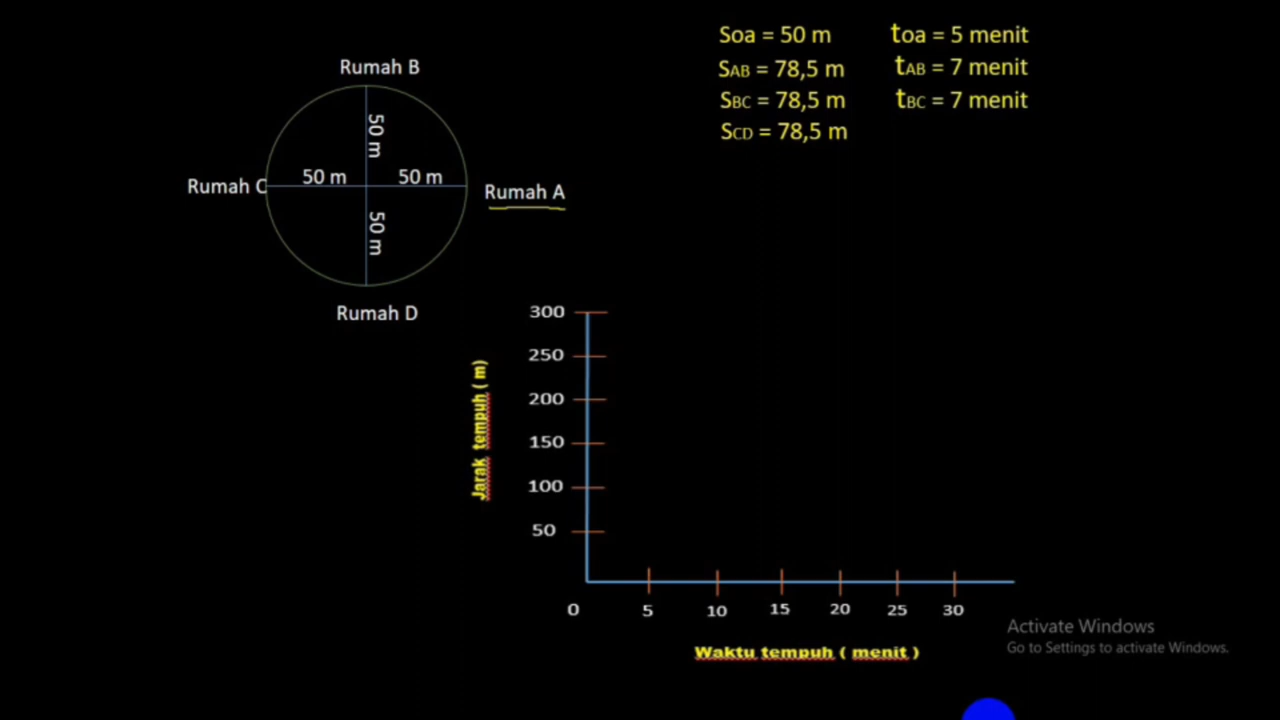 Soa = 50 m
toa = 5 menit
SAB = 78,5 m
tAB = 7 menit
SBC = 78,5 m
tBC = 7 menit
SCD = 78,5 m
Rumah B
50 m
50 m
50 m
Rumah C
Rumah A
50 m
Rumah D
300
250
200
150
100
50
Jarak tempuh ( m)
0 5 10 15 20 25 30
Waktu tempuh ( menit )
Activate Windows
Go to Settings to activate Windows.